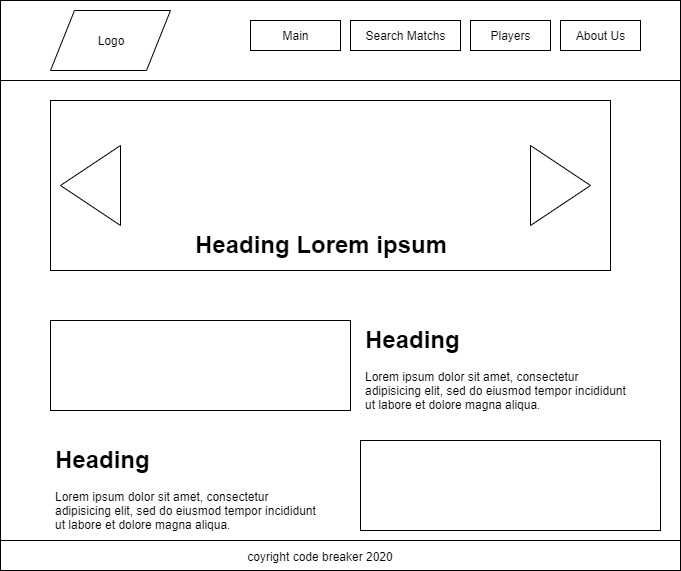 Logo
Main
Search Matchs
Players
About Us
Heading Lorem ipsum
Heading
Lorem ipsum dolor sit amet, consectetur
adipisicing elit, sed do eiusmod tempor incididunt
ut labore et dolore magna aliqua.
Heading
Lorem ipsum dolor sit amet, consectetur
adipisicing elit, sed do eiusmod tempor incididunt
ut labore et dolore magna aliqua.
coyright code breaker 2020